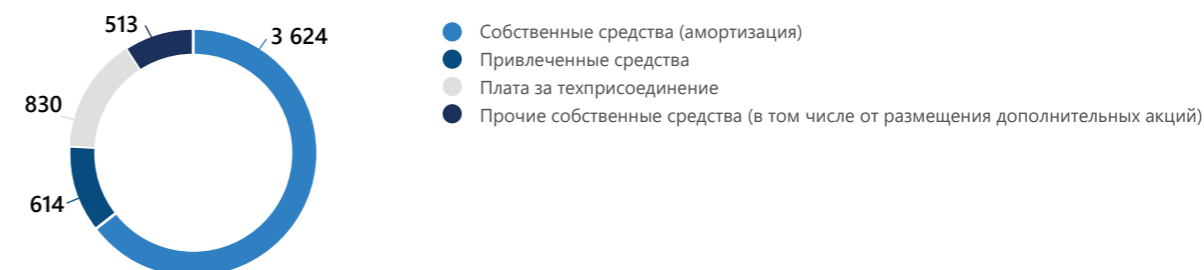 513
3 624
830
614
Собственные средства (амортизация)
Привлеченные средства
Плата за техприсоединение
Прочие собственные средства (в том числе от размещения дополнительных акций)